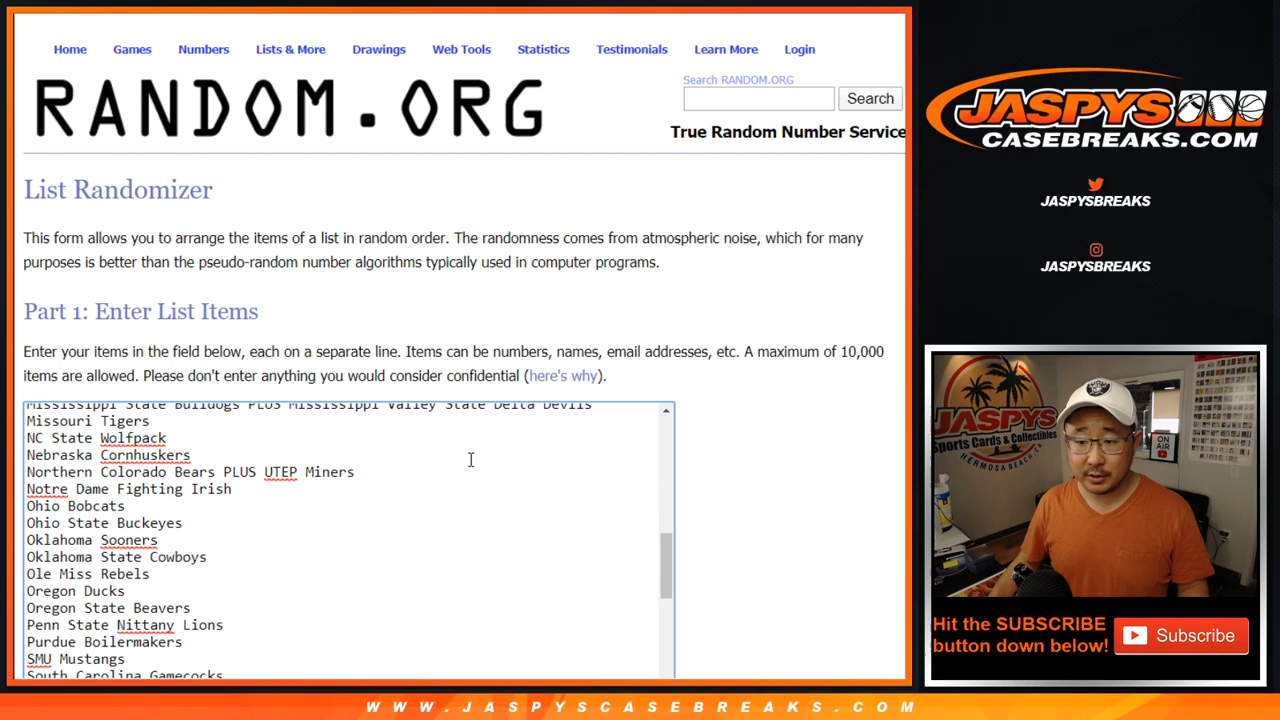 Home Games Numbers Lists & More Drawings Web Tools Statistics Testimonials Learn More Login
RANDOM.ORG
Search RANDOM.ORG
Search
True Random Number Service
List Randomizer
This form allows you to arrange the items of a list in random order. The randomness comes from atmospheric noise, which for many
purposes is better than the pseudo-random number algorithms typically used in computer programs.
Part 1: Enter List Items
Enter your items in the field below, each on a separate line. Items can be numbers, names, email addresses, etc. A maximum of 10,000
items are allowed. Please don't enter anything you would consider confidential (here's why).
Mississippi State Bulldogs PLUS Mississippi Valley State Delta Devils
Missouri Tigers
NC State Wolfpack
Nebraska Cornhuskers
Northern Colorado Bears PLUS UTEP Miners
Notre Dame Fighting Irish
Ohio Bobcats
Ohio State Buckeyes
Oklahoma Sooners
Oklahoma State Cowboys
Ole Miss Rebels
Oregon Ducks
Oregon State Beavers
Penn State Nittany Lions
Purdue Boilermakers
SMU Mustangs
South Carolina Gamecocks
JASPYS
CASEBREAKS.COM
JASPYSBREAKS
JASPYSBREAKS
JASPYS
Sports Cards & Collectibles
HERMOSA BEACH, CA
ON AIR
Hit the SUBSCRIBE
button down below!
Subscribe
WWW.JASPYSCASEBREAKS.COM